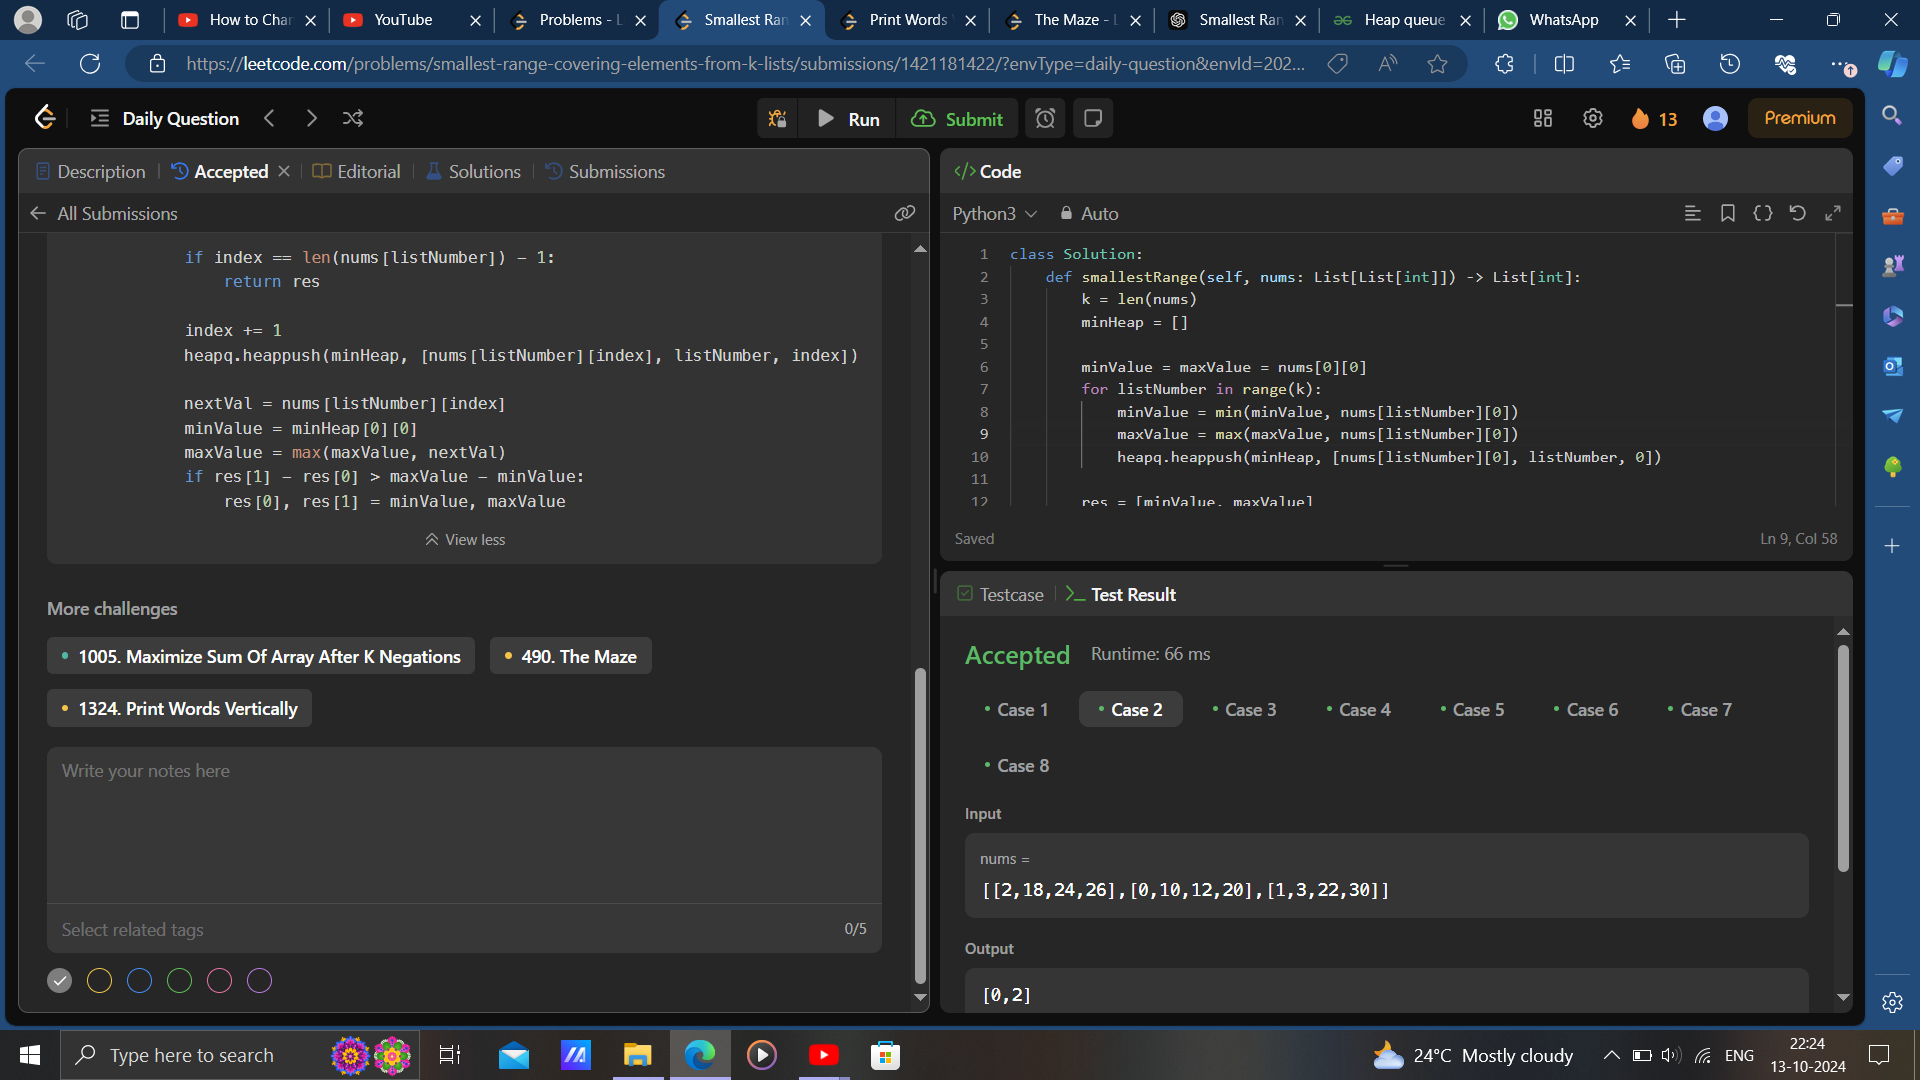 How to Char
YouTube
Problems - L
Smallest Ran
Print Words
The Maze - L
Smallest Ran
Heap queue
WhatsApp
https://leetcode.com/problems/smallest-range-covering-elements-from-k-lists/submissions/1421181422/?envType=daily-question&envId=202...
Daily Question
Run
Submit
13
Premium
Description
Accepted
Editorial
Solutions
Submissions
All Submissions
if index == len(nums[listNumber]) - 1:
return res
index += 1
heapq.heappush(minHeap, [nums[listNumber][index], listNumber, index])
nextVal = nums[listNumber][index]
minValue = minHeap[0][0]
maxValue = max(maxValue, nextVal)
if res[1] - res[0] > maxValue - minValue:
res[0], res[1] = minValue, maxValue
View less
More challenges
1005. Maximize Sum Of Array After K Negations
490. The Maze
1324. Print Words Vertically
Write your notes here
Select related tags
0/5
</> Code
Python3
Auto
1 class Solution:
2 def smallestRange(self, nums: List[List[int]]) -> List[int]:
3 k = len(nums)
4 minHeap = []
5
6 minValue = maxValue = nums[0][0]
7 for listNumber in range(k):
8 minValue = min(minValue, nums[listNumber][0])
9 maxValue = max(maxValue, nums[listNumber][0])
10 heapq.heappush(minHeap, [nums[listNumber][0], listNumber, 0])
11
12 res = [minValue, maxValue]
Saved
Ln 9, Col 58
Testcase
Test Result
Accepted
Runtime: 66 ms
Case 1
Case 2
Case 3
Case 4
Case 5
Case 6
Case 7
Case 8
Input
nums =
[[2,18,24,26],[0,10,12,20],[1,3,22,30]]
Output
[0,2]
Type here to search
24°C Mostly cloudy
ENG
22:24
13-10-2024